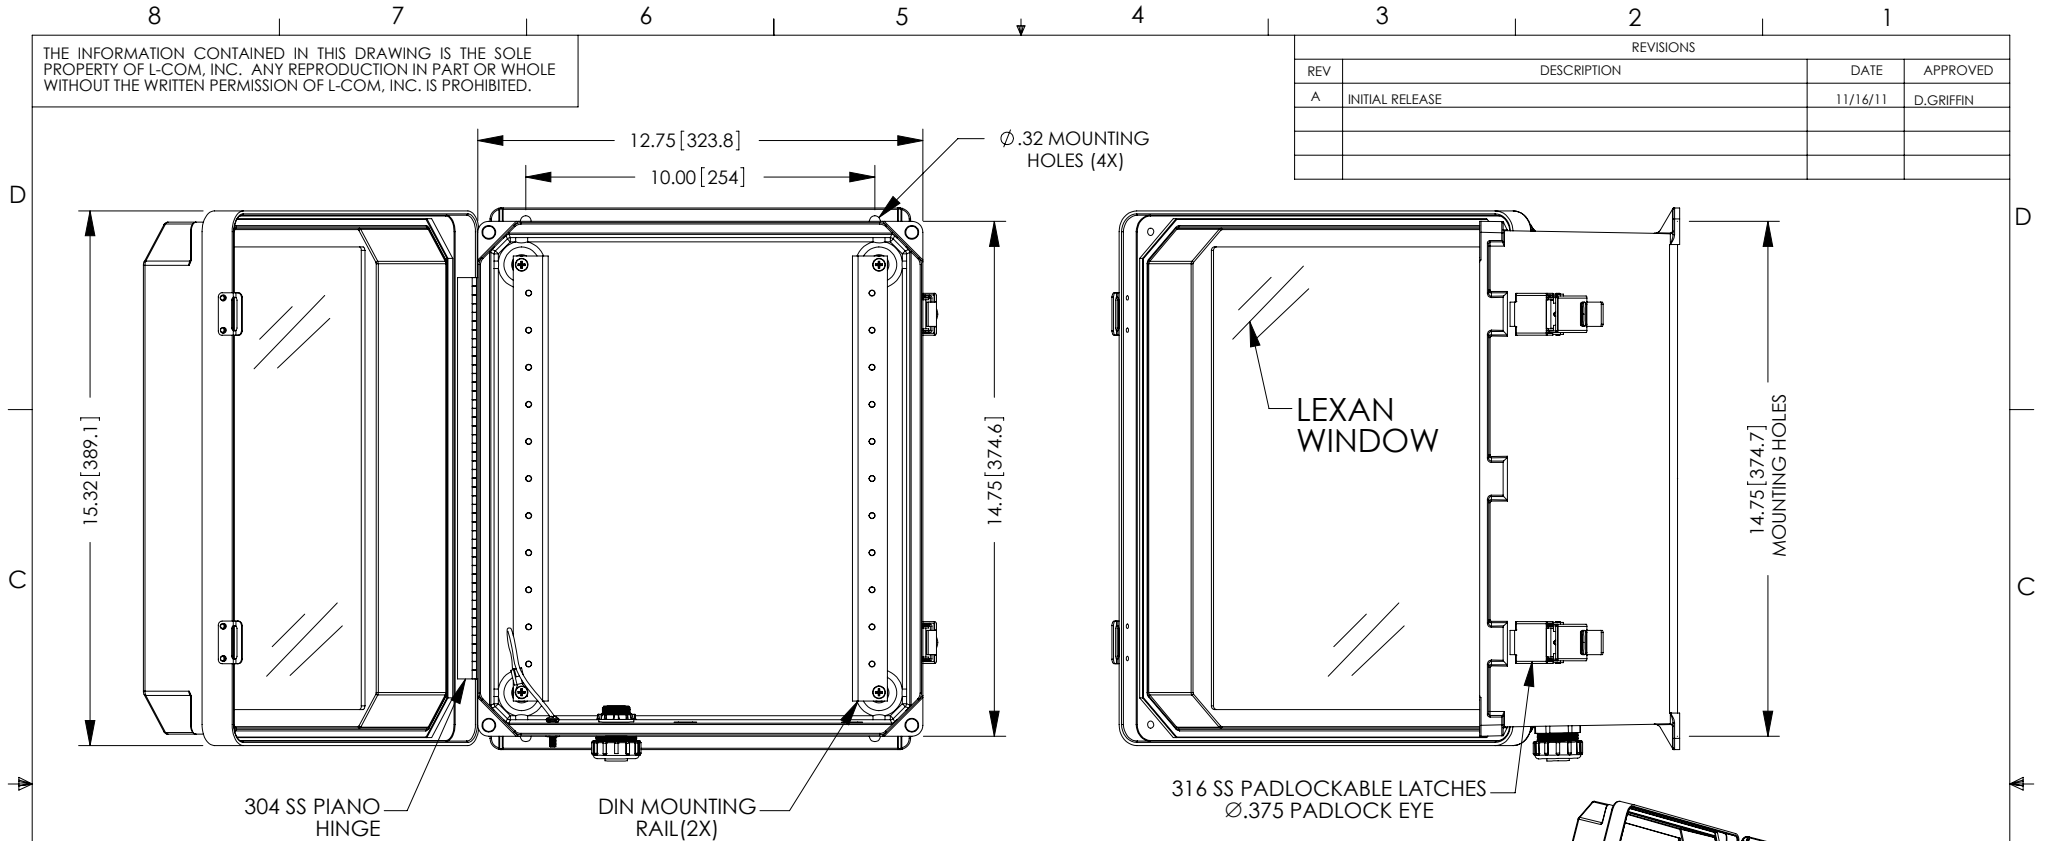 8 7 6 5 4 3 2 1
THE INFORMATION CONTAINED IN THIS DRAWING IS THE SOLE
PROPERTY OF L-COM, INC. ANY REPRODUCTION IN PART OR WHOLE
WITHOUT THE WRITTEN PERMISSION OF L-COM, INC. IS PROHIBITED.
REVISIONS
REV DESCRIPTION DATE APPROVED
A INITIAL RELEASE 11/16/11 D.GRIFFIN
12.75 [323.8]
10.00 [254]
Ø.32 MOUNTING
HOLES (4X)
D
D
15.32 [389.1]
14.75 [374.6]
LEXAN
WINDOW
14.75 [374.7]
MOUNTING HOLES
C
C
304 SS PIANO
HINGE
DIN MOUNTING
RAIL(2X)
316 SS PADLOCKABLE LATCHES
Ø.375 PADLOCK EYE